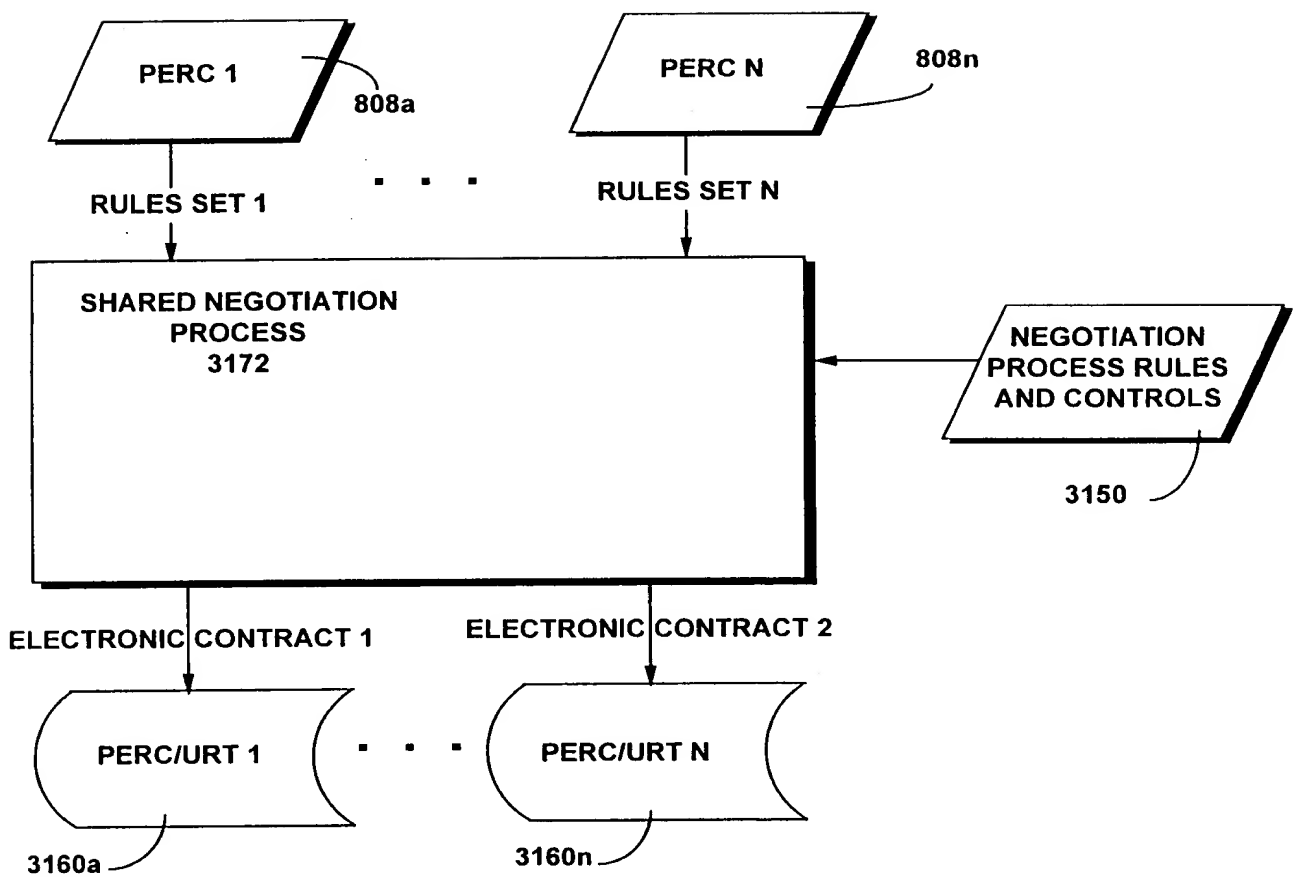 PERC 1
808a
PERC N
808n
RULES SET 1
RULES SET N
SHARED NEGOTIATION
PROCESS
3172
NEGOTIATION
PROCESS RULES
AND CONTROLS
3150
ELECTRONIC CONTRACT 1
ELECTRONIC CONTRACT 2
PERC/URT 1
PERC/URT N
3160a
3160n